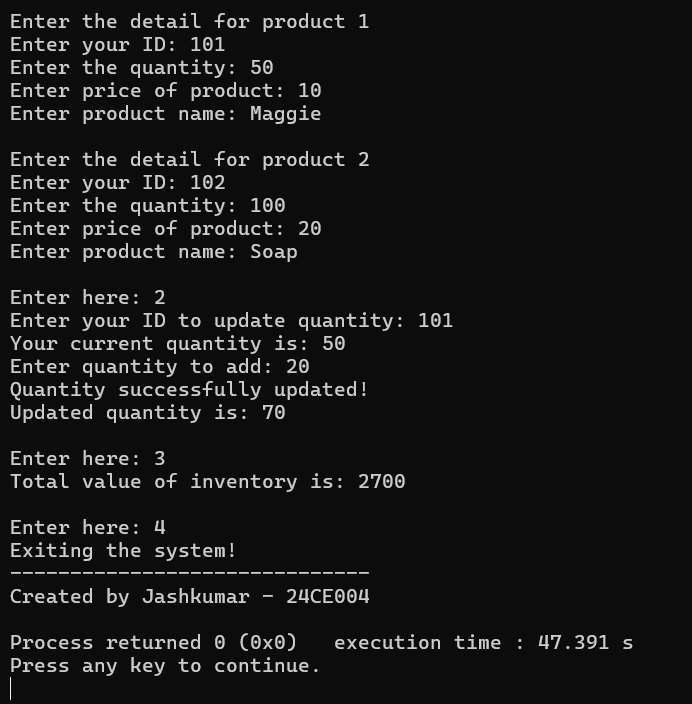 Enter the detail for product 1
Enter your ID: 101
Enter the quantity: 50
Enter price of product: 10
Enter product name: Maggie
Enter the detail for product 2
Enter your ID: 102
Enter the quantity: 100
Enter price of product: 20
Enter product name: Soap
Enter here: 2
Enter your ID to update quantity: 101
Your current quantity is: 50
Enter quantity to add: 20
Quantity successfully updated!
Updated quantity is: 70
Enter here: 3
Total value of inventory is: 2700
Enter here: 4
Exiting the system!
------------------------------
Created by Jashkumar - 24CE004
Process returned 0 (0x0)   execution time : 47.391 s
Press any key to continue.